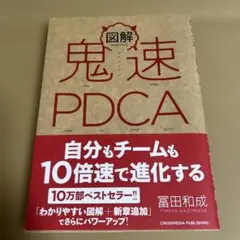 図解
鬼速
PDCA
自分もチームも
10倍速で進化する
10万部ベストセラー!!
「わかりやすい図解+新章追加」
でさらにパワーアップ!
冨田和成
TOMITA KAZUMASA
CROSSMEDIA PUBLISHING